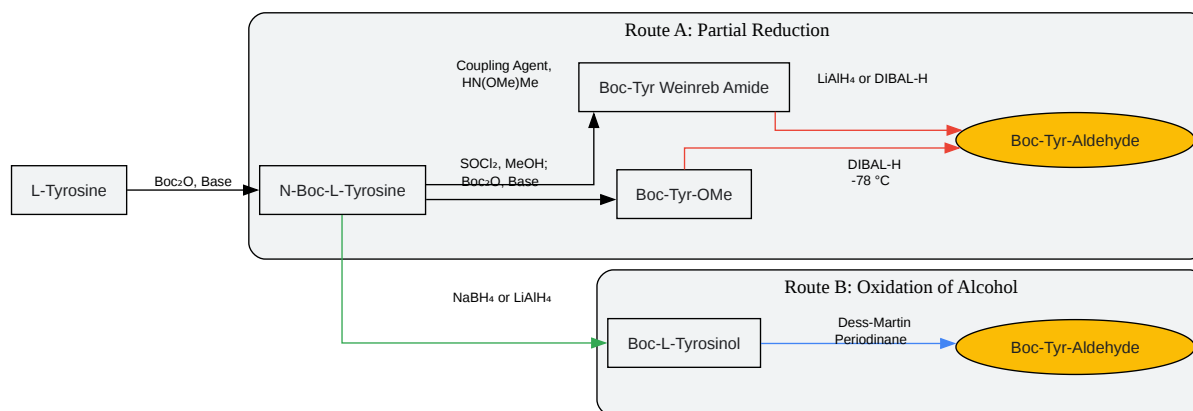 Route A: Partial Reduction
Coupling Agent,
HN(OMe)Me
Boc-Tyr Weinreb Amide
LiAlH₄ or DIBAL-H
Boc-Tyr-Aldehyde
L-Tyrosine
Boc₂O, Base
N-Boc-L-Tyrosine
SOCl₂, MeOH;
Boc₂O, Base
Boc-Tyr-OMe
DIBAL-H
-78 °C
Route B: Oxidation of Alcohol
NaBH₄ or LiAlH₄
Boc-L-Tyrosinol
Dess-Martin
Periodinane
Boc-Tyr-Aldehyde